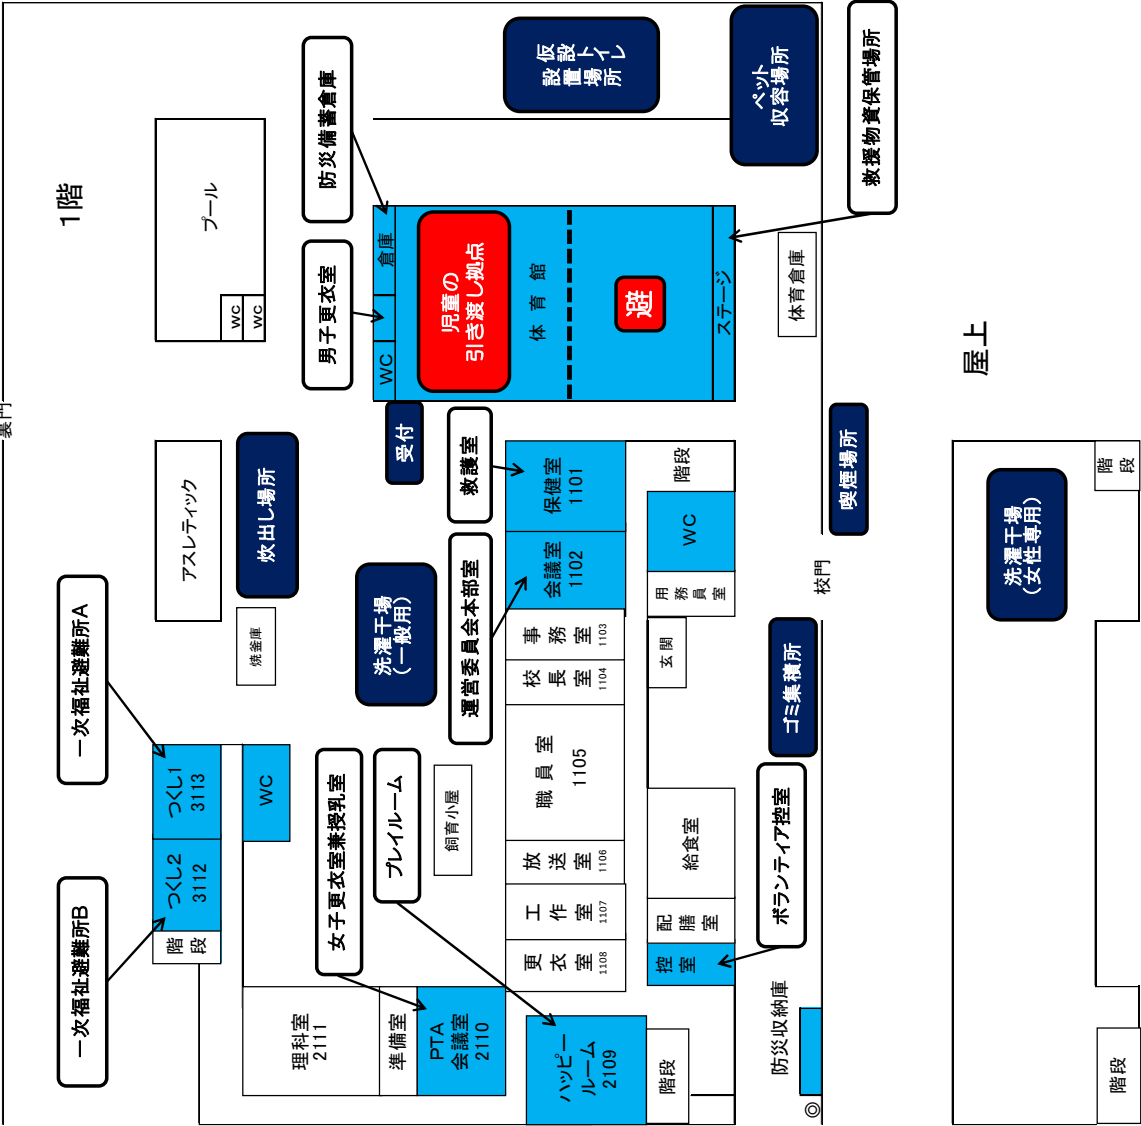 1階
屋上
裏門
プール
WC
WC
防災備蓄倉庫
男子更衣室
倉庫
WC
児童の
引き渡し拠点
体育館
避
ステージ
仮設トイレ
設置場所
ペット
収容場所
救援物資保管場所
体育倉庫
アスレティック
炊出し場所
焼釜庫
受付
救護室
保健室
1101
運営委員会本部室
会議室
1102
洗濯干場
（一般用）
事務室
1103
校長室
1104
職員室
1105
放送室
1106
工作室
1107
更衣室
1108
階段
WC
用務員室
玄関
給食室
配膳室
控室
ボランティア控室
ゴミ集積所
校門
喫煙場所
一次福祉避難所A
一次福祉避難所B
つくし1
3113
つくし2
3112
階段
WC
女子更衣室兼授乳室
プレイルーム
飼育小屋
理科室
2111
準備室
PTA
会議室
2110
ハッピー
ルーム
2109
階段
防災収納庫
◎
洗濯干場
（女性専用）
階段
階段